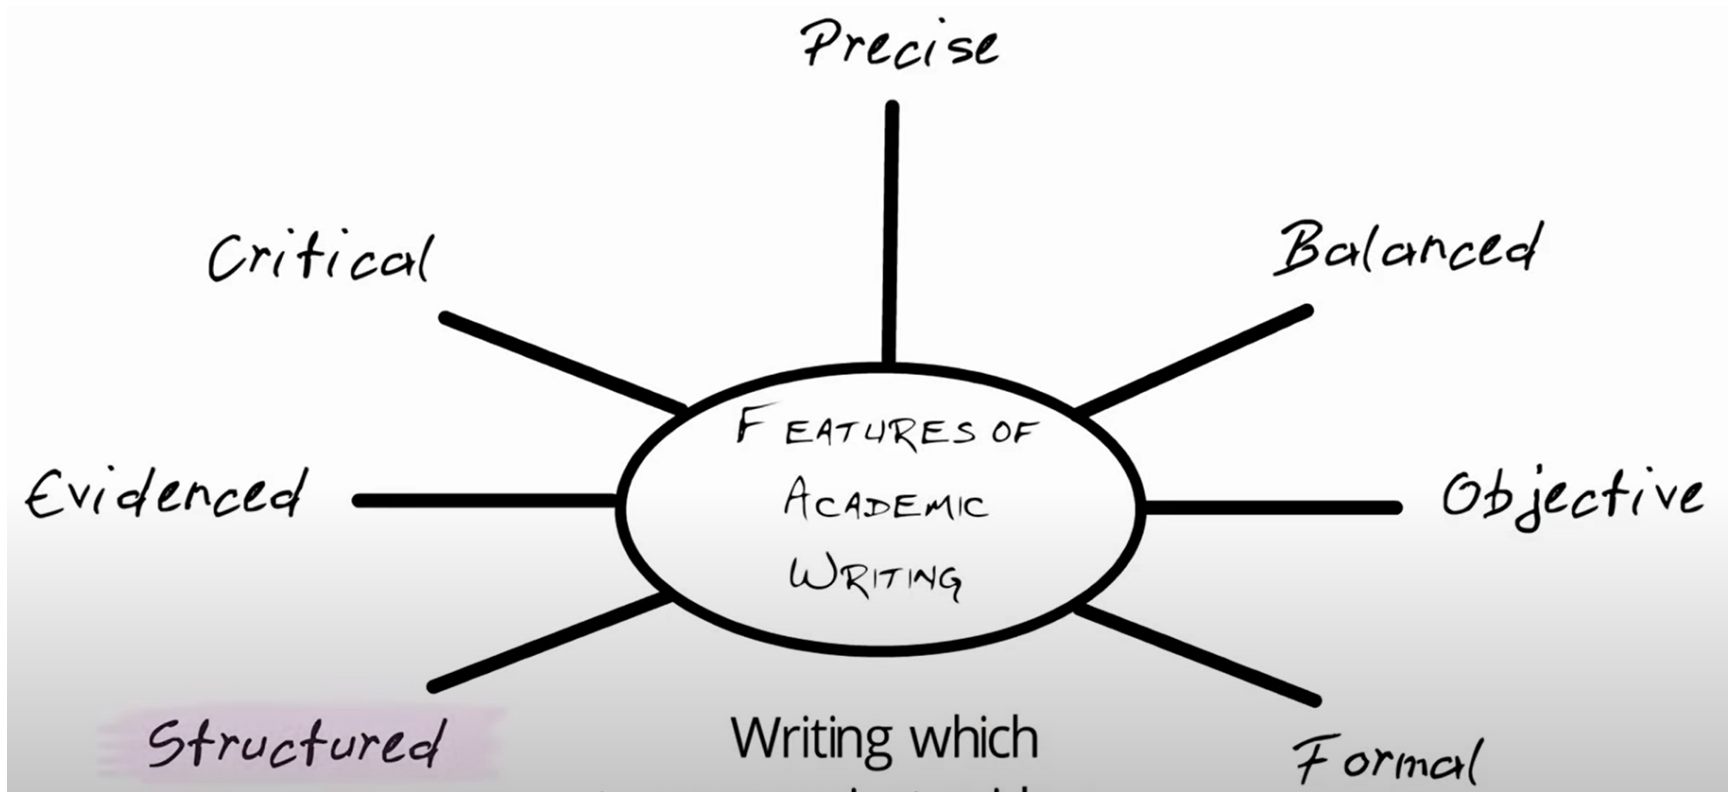 Precise
Critical
Balanced
FEATURES OF
ACADEMIC
WRITING
Evidenced
Objective
Structured
Writing which
Formal